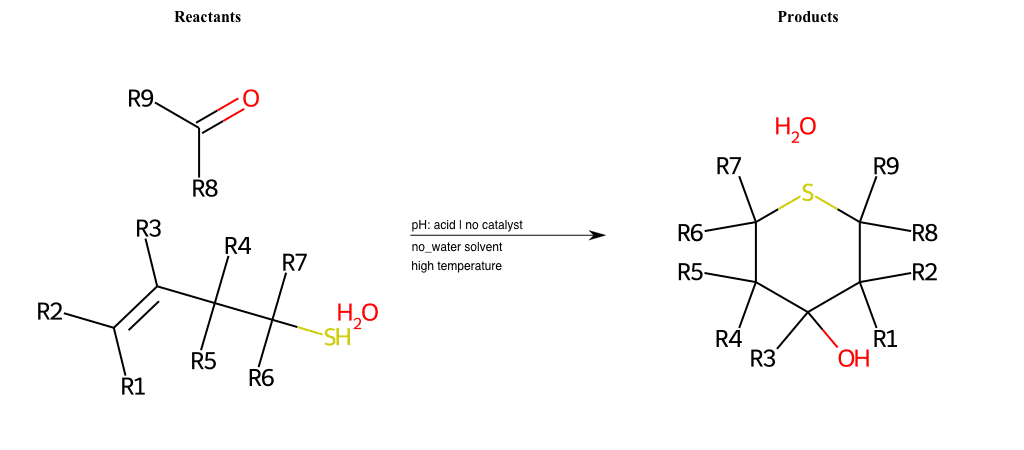 Reactants
Products
R9
O
R8
R3
R4
R7
R2
H2O
SH
R5
R6
R1
pH: acid | no catalyst
no_water solvent
high temperature
H2O
R7
R9
S
R6
R8
R5
R2
R4
R1
R3
OH